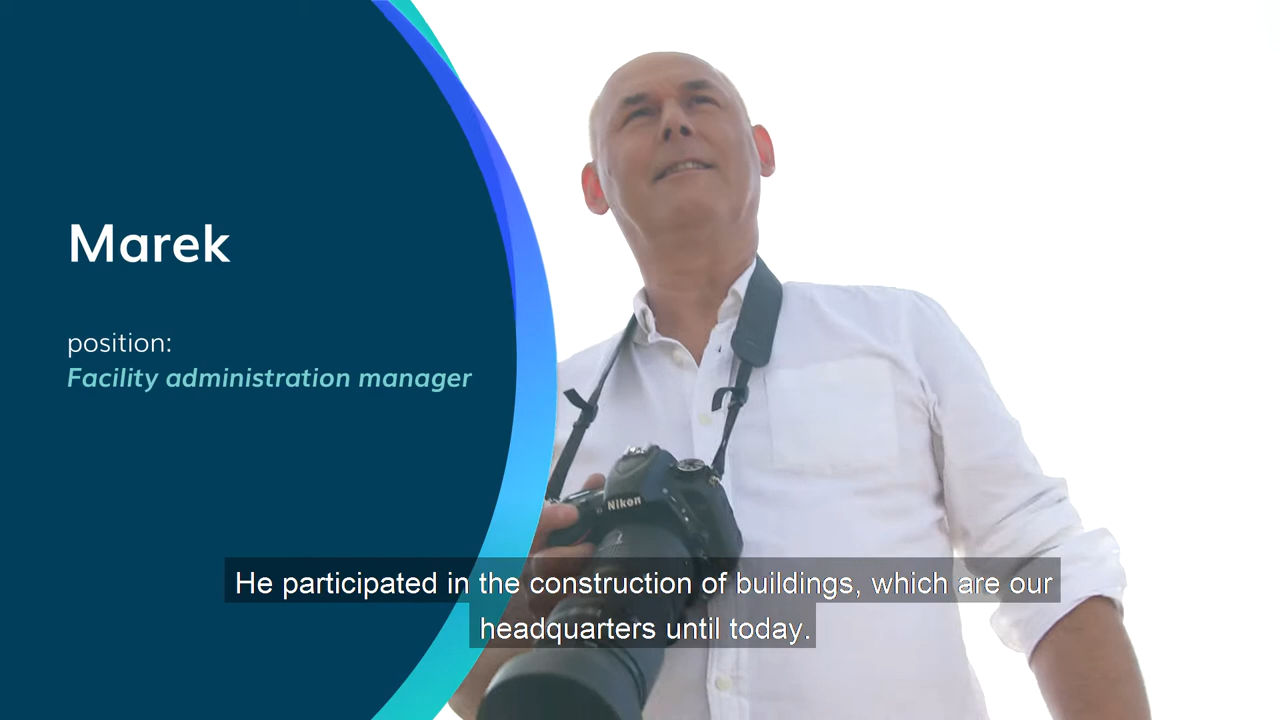 Marek
position:
Facility administration manager
Nikon
He participated in the construction of buildings, which are our
headquarters until today.